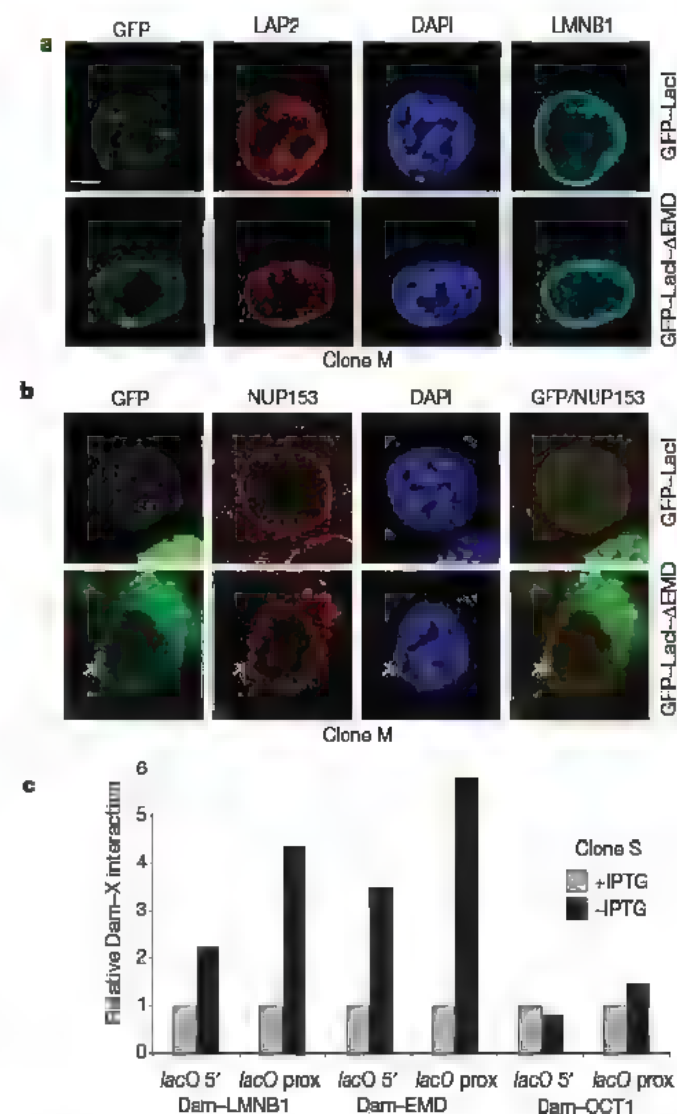 a
GFP LAP2 DAPI LMNB1
GFP–LacI
GFP–LacI–ΔEMD
Clone M
b
GFP NUP153 DAPI GFP/NUP153
GFP–LacI
GFP–LacI–ΔEMD
Clone M
c
Relative Dam–X interaction
6
5
4
3
2
1
0
Clone S
+IPTG
–IPTG
lacO 5′ lacO prox lacO 5′ lacO prox lacO 5′ lacO prox
Dam–LMNB1 Dam–EMD Dam–OCT1